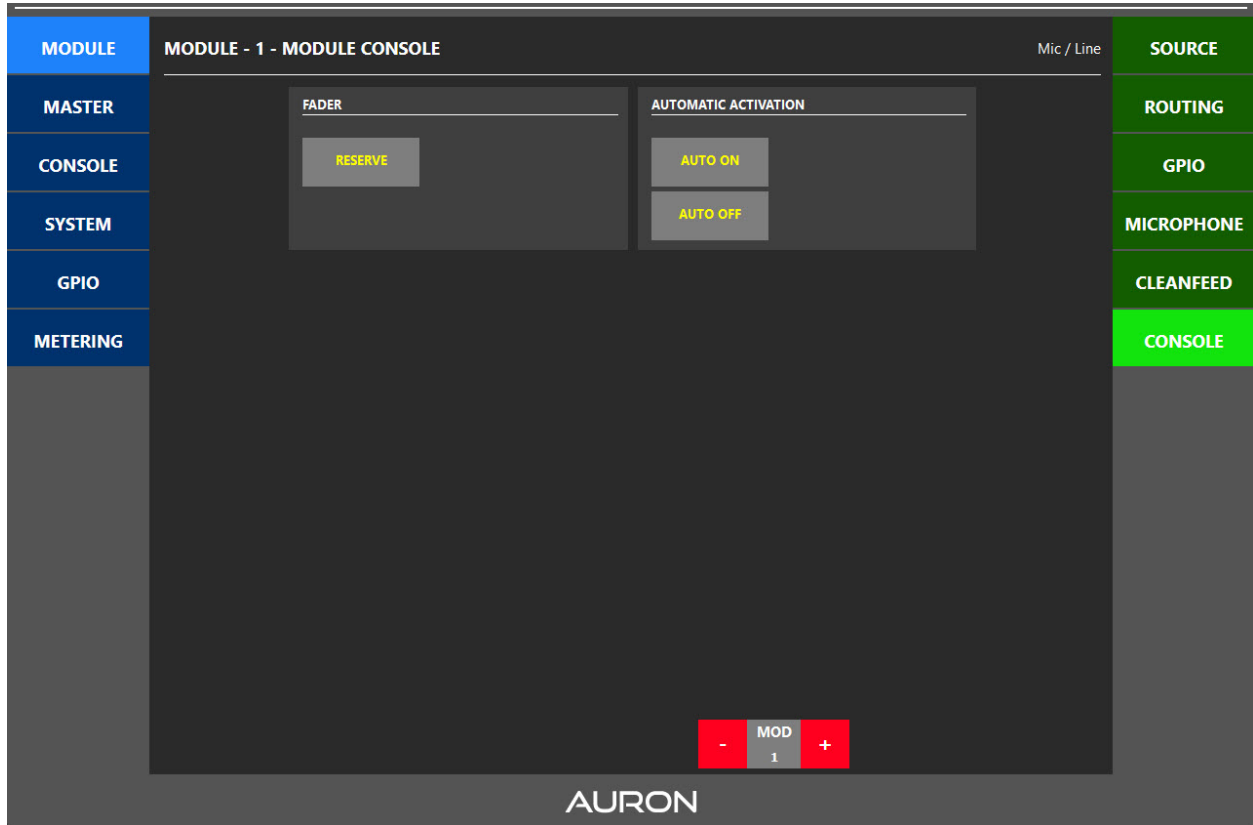 MODULE
MASTER
CONSOLE
SYSTEM
GPIO
METERING
MODULE - 1 - MODULE CONSOLE
Mic / Line
FADER
RESERVE
AUTOMATIC ACTIVATION
AUTO ON
AUTO OFF
- MOD +
1
SOURCE
ROUTING
GPIO
MICROPHONE
CLEANFEED
CONSOLE
AURON